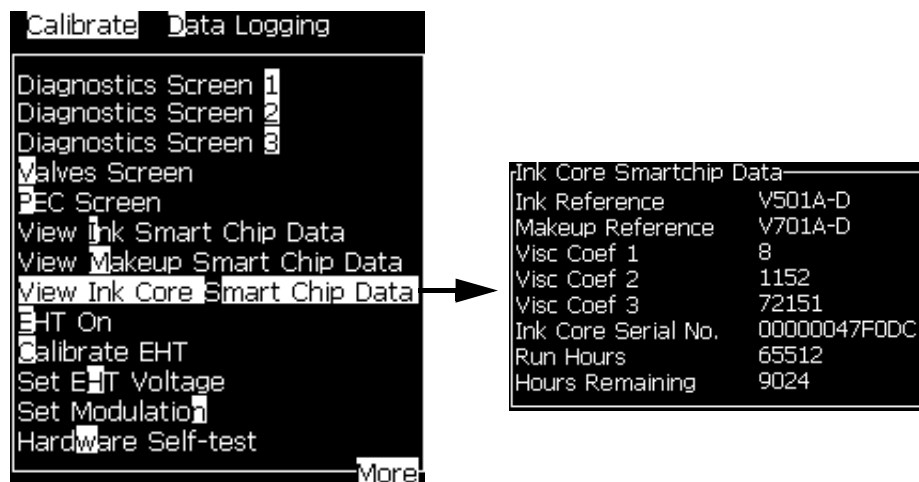 Calibrate Data Logging
Diagnostics Screen 1
Diagnostics Screen 2
Diagnostics Screen 3
Valves Screen
PEC Screen
View Ink Smart Chip Data
View Makeup Smart Chip Data
View Ink Core Smart Chip Data
EHT On
Calibrate EHT
Set EHT Voltage
Set Modulation
Hardware Self-test
More
Ink Core Smartchip Data
Ink Reference V501A-D
Makeup Reference V701A-D
Visc Coef 1 8
Visc Coef 2 1152
Visc Coef 3 72151
Ink Core Serial No. 00000047F0DC
Run Hours 65512
Hours Remaining 9024